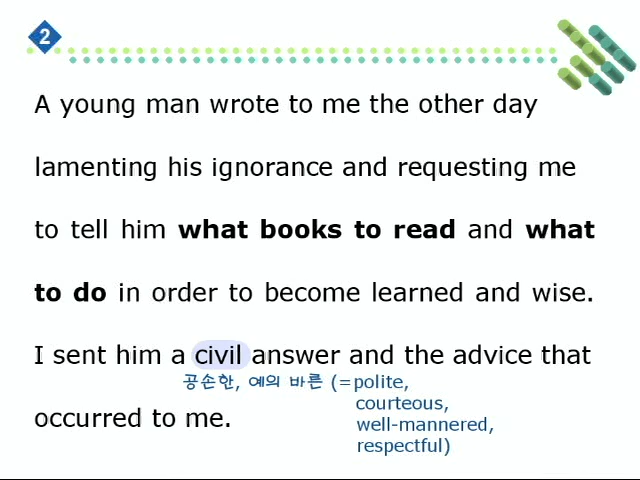 2
A young man wrote to me the other day
lamenting his ignorance and requesting me
to tell him what books to read and what
to do in order to become learned and wise.
I sent him a civil answer and the advice that
공손한, 예의 바른 (=polite,
courteous,
well-mannered,
respectful)
occurred to me.